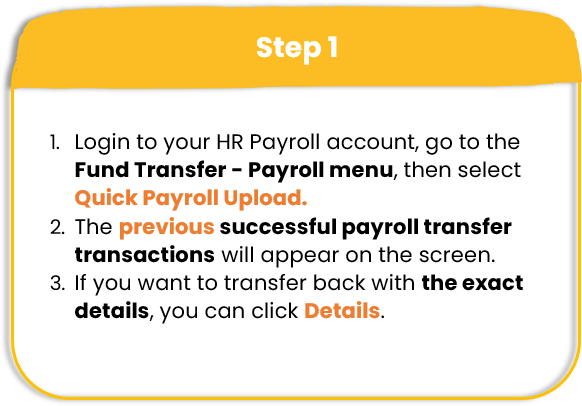 Step 1
1. Login to your HR Payroll account, go to the
Fund Transfer - Payroll menu, then select
Quick Payroll Upload.
2. The previous successful payroll transfer
transactions will appear on the screen.
3. If you want to transfer back with the exact
details, you can click Details.